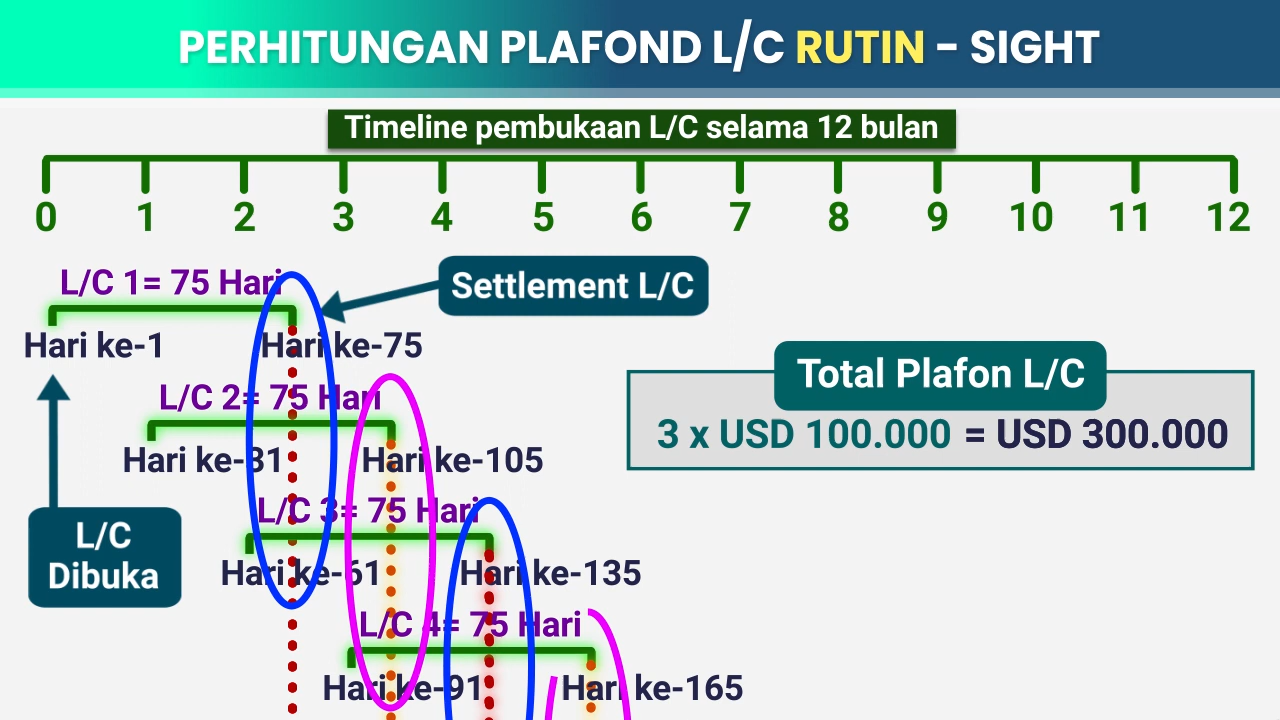 PERHITUNGAN PLAFOND L/C RUTIN - SIGHT
Timeline pembukaan L/C selama 12 bulan
0 1 2 3 4 5 6 7 8 9 10 11 12
L/C 1= 75 Hari
Settlement L/C
Hari ke-1
Hari ke-75
Total Plafon L/C
3 x USD 100.000 = USD 300.000
L/C 2= 75 Hari
Hari ke-31
Hari ke-105
L/C 3= 75 Hari
L/C
Dibuka
Hari ke-61
Hari ke-135
L/C 4= 75 Hari
Hari ke-91
Hari ke-165